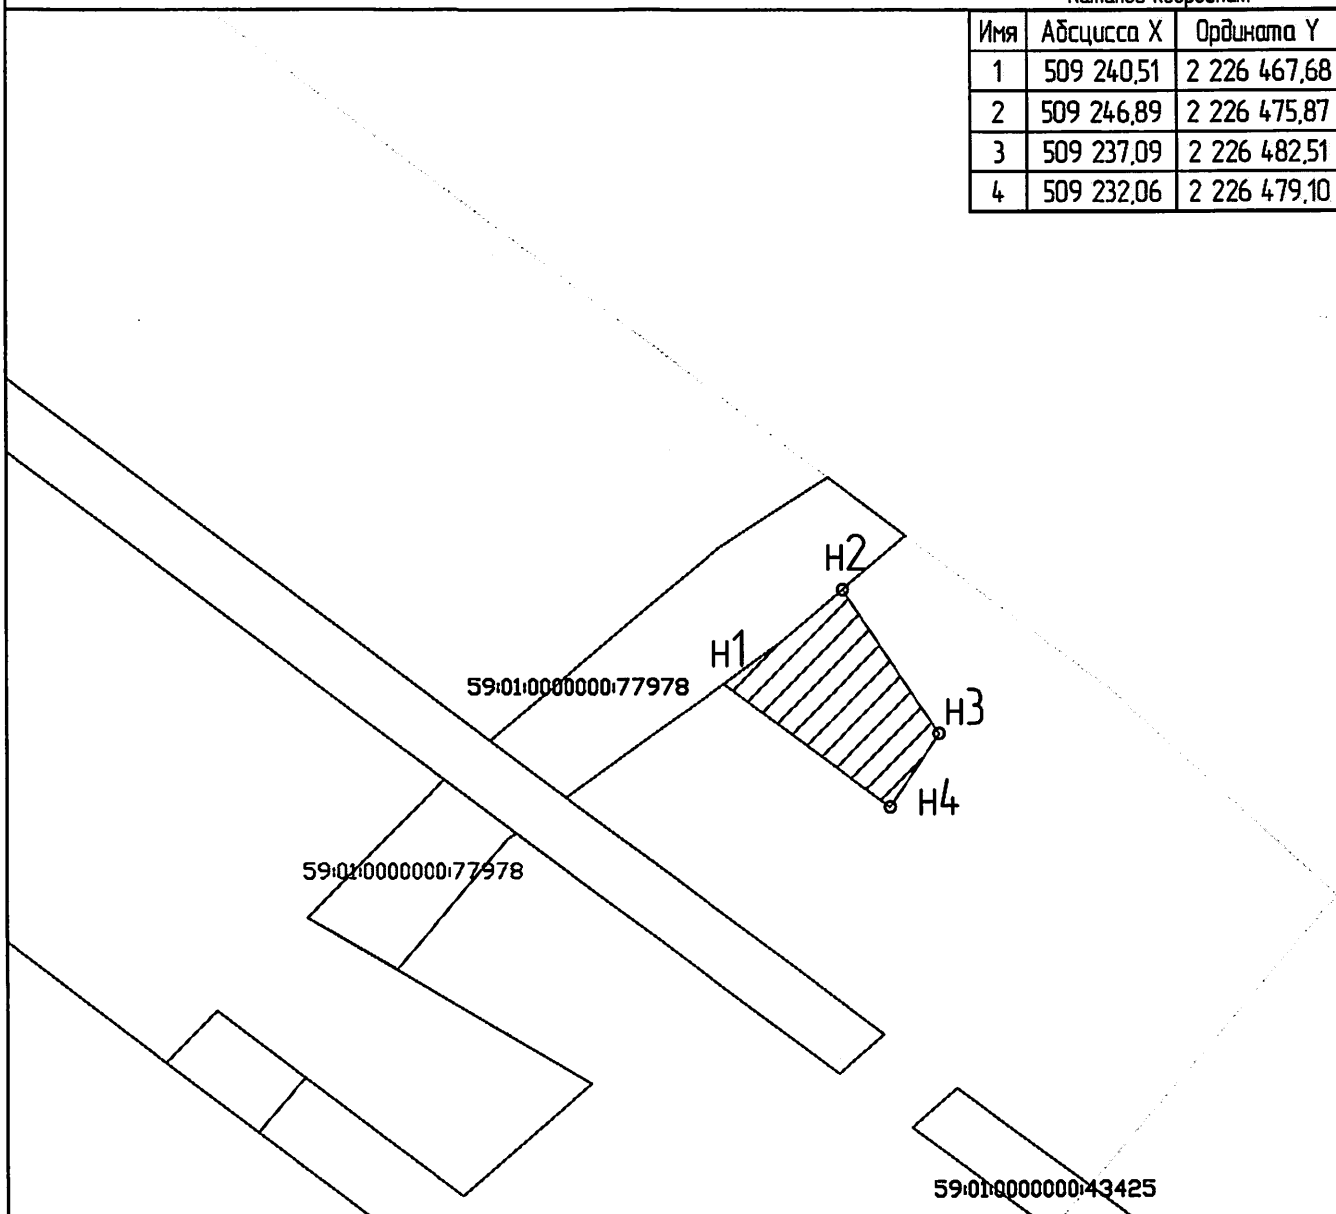 Имя Абсцисса X Ордината Y
1 509 240,51 2 226 467,68
2 509 246,89 2 226 475,87
3 509 237,09 2 226 482,51
4 509 232,06 2 226 479,10
н2
н1
59:01:0000000:77978
н3
н4
59:01:0000000:77978
59:01:0000000:43425